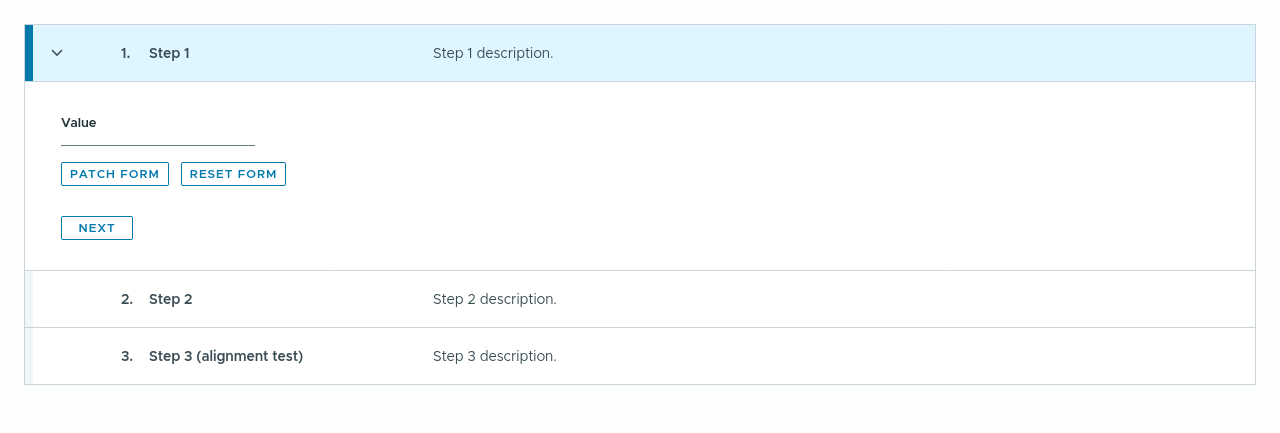 1. Step 1 Step 1 description.
Value
PATCH FORM RESET FORM
NEXT
2. Step 2 Step 2 description.
3. Step 3 (alignment test) Step 3 description.